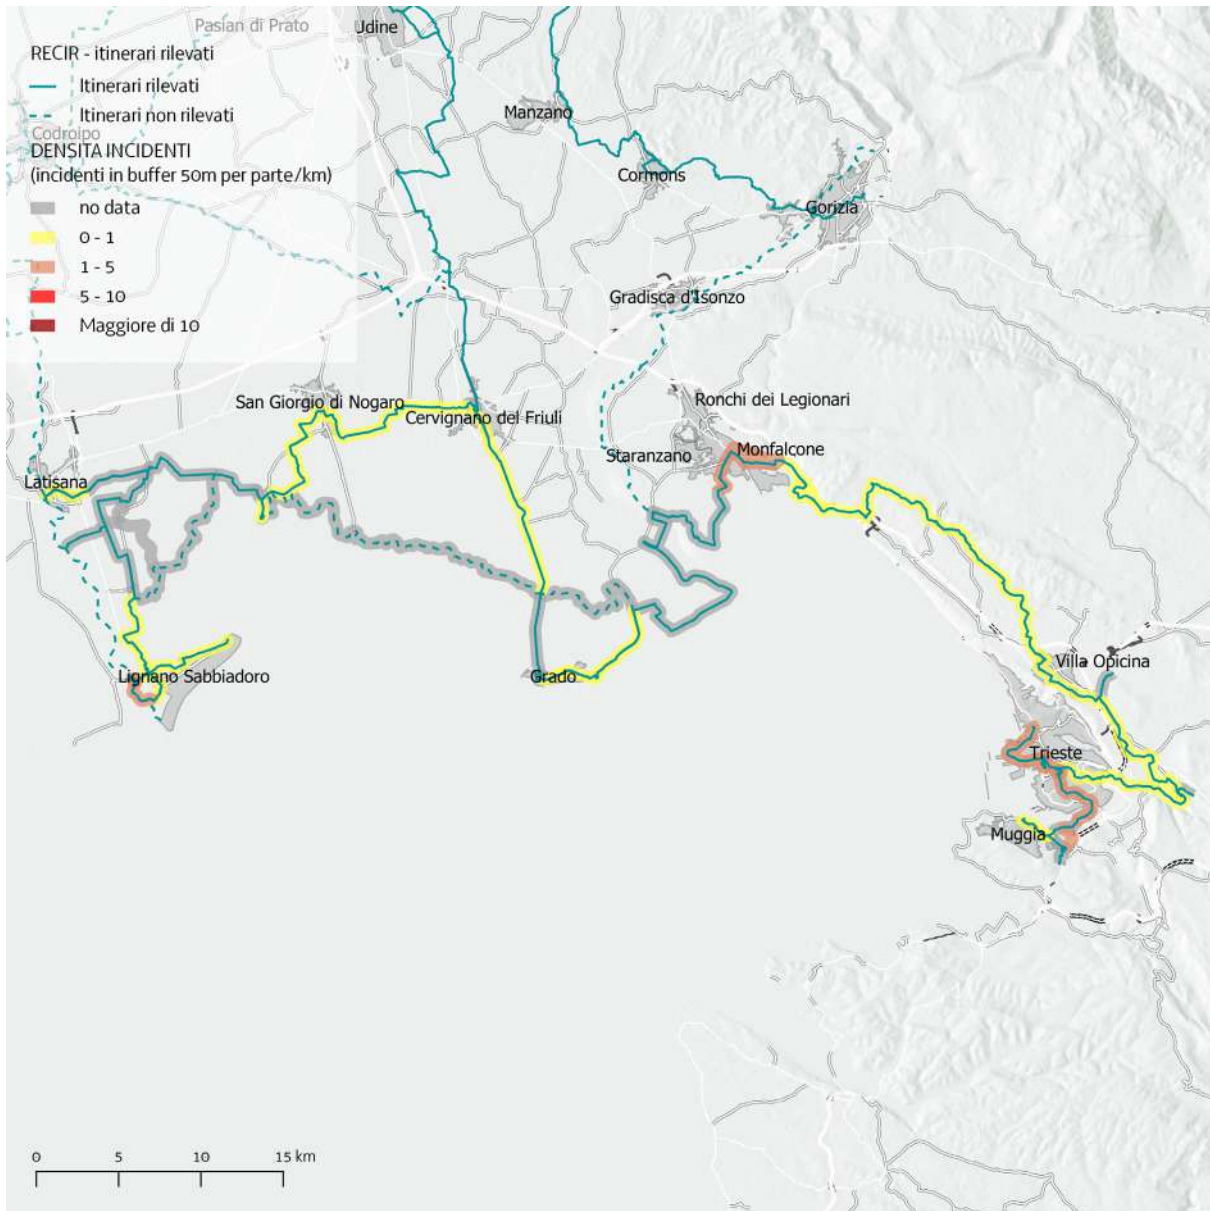 Pasian di Prato
Udine
RECIR - itinerari rilevati
Itinerari rilevati
Itinerari non rilevati
Codroipo
DENSITA INCIDENTI
(incidenti in buffer 50m per parte/km)
no data
0 - 1
1 - 5
5 - 10
Maggiore di 10
Manzano
Cormons
Gorizia
Gradisca d'Isonzo
San Giorgio di Nogaro
Cervignano del Friuli
Ronchi dei Legionari
Staranzano
Monfalcone
Latisana
Lignano Sabbiadoro
Grado
Villa Opicina
Trieste
Muggia
0 5 10 15 km